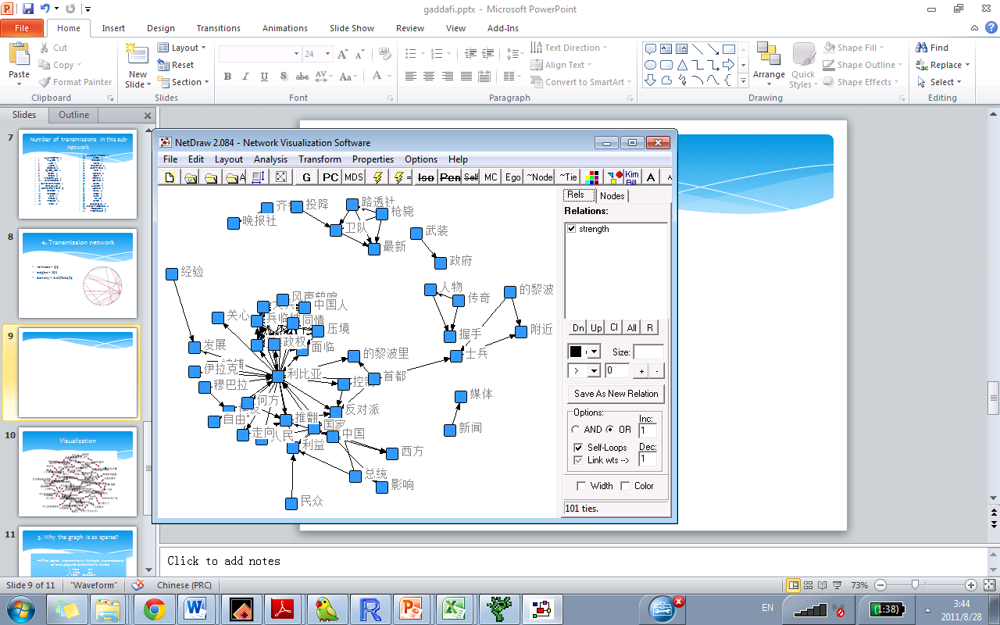 gaddafi.pptx - Microsoft PowerPoint
File Home Insert Design Transitions Animations Slide Show Review View Add-Ins
Paste
Cut
Copy
Format Painter
Clipboard
New Slide
Layout
Reset
Section
Slides
24
B I U S abc AV Aa A
Font
Text Direction
Align Text
Convert to SmartArt
Paragraph
Arrange
Quick Styles
Shape Fill
Shape Outline
Shape Effects
Drawing
Find
Replace
Select
Editing
Slides Outline
7
Number of transmissions in this sub-network
8
4. Transmission network
9
10
Visualization
11
5. Why the graph is so sparse?
NetDraw 2.084 - Network Visualization Software
File Edit Layout Analysis Transform Properties Options Help
G PC MDS = Iso Pen Self MC Ego ~Node ~Tie Kim Bill A A
投降
路透社
枪毙
晚报社
卫队
武装
最新
政府
经验
人物
传奇
的黎波
风声鹤唳
中国人
关心
同情
压境
握手
附近
发展
政权
面临
的黎波里
士兵
伊拉克
利比亚
首都
穆巴拉
控制
媒体
何方
反对派
自由
推翻
国家
新闻
走向
人民
利益
中国
西方
总统
影响
民众
Rels Nodes
Relations:
strength
Dn Up Cl All R
Size:
> 0 + -
Save As New Relation
Options:
AND OR
Inc:
1
Self-Loops
Dec:
Link wts -->
1
Width Color
101 ties.
Click to add notes
Slide 9 of 11 "Waveform" Chinese (PRC) 73%
EN
(1:38)
3:44
2011/8/28